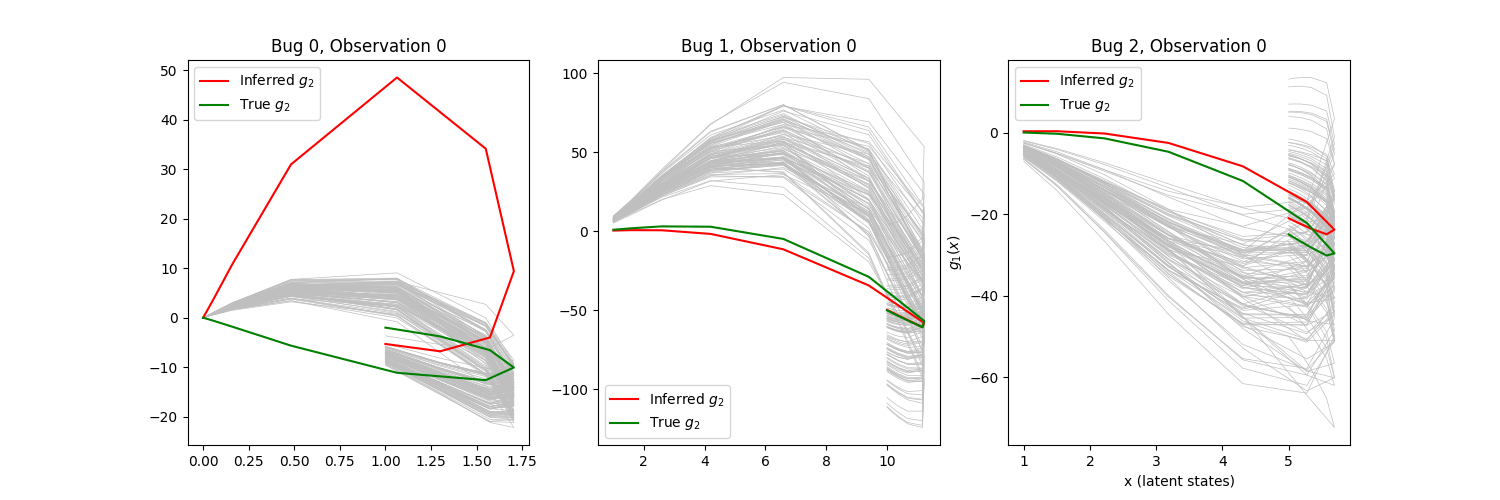 Bug 0, Observation 0
Inferred g₂
True g₂
50
40
30
20
10
0
−10
−20
0.00 0.25 0.50 0.75 1.00 1.25 1.50 1.75
Bug 1, Observation 0
100
50
0
−50
−100
Inferred g₂
True g₂
2 4 6 8 10
Bug 2, Observation 0
Inferred g₂
True g₂
g₁(x)
0
−20
−40
−60
1 2 3 4 5
x (latent states)